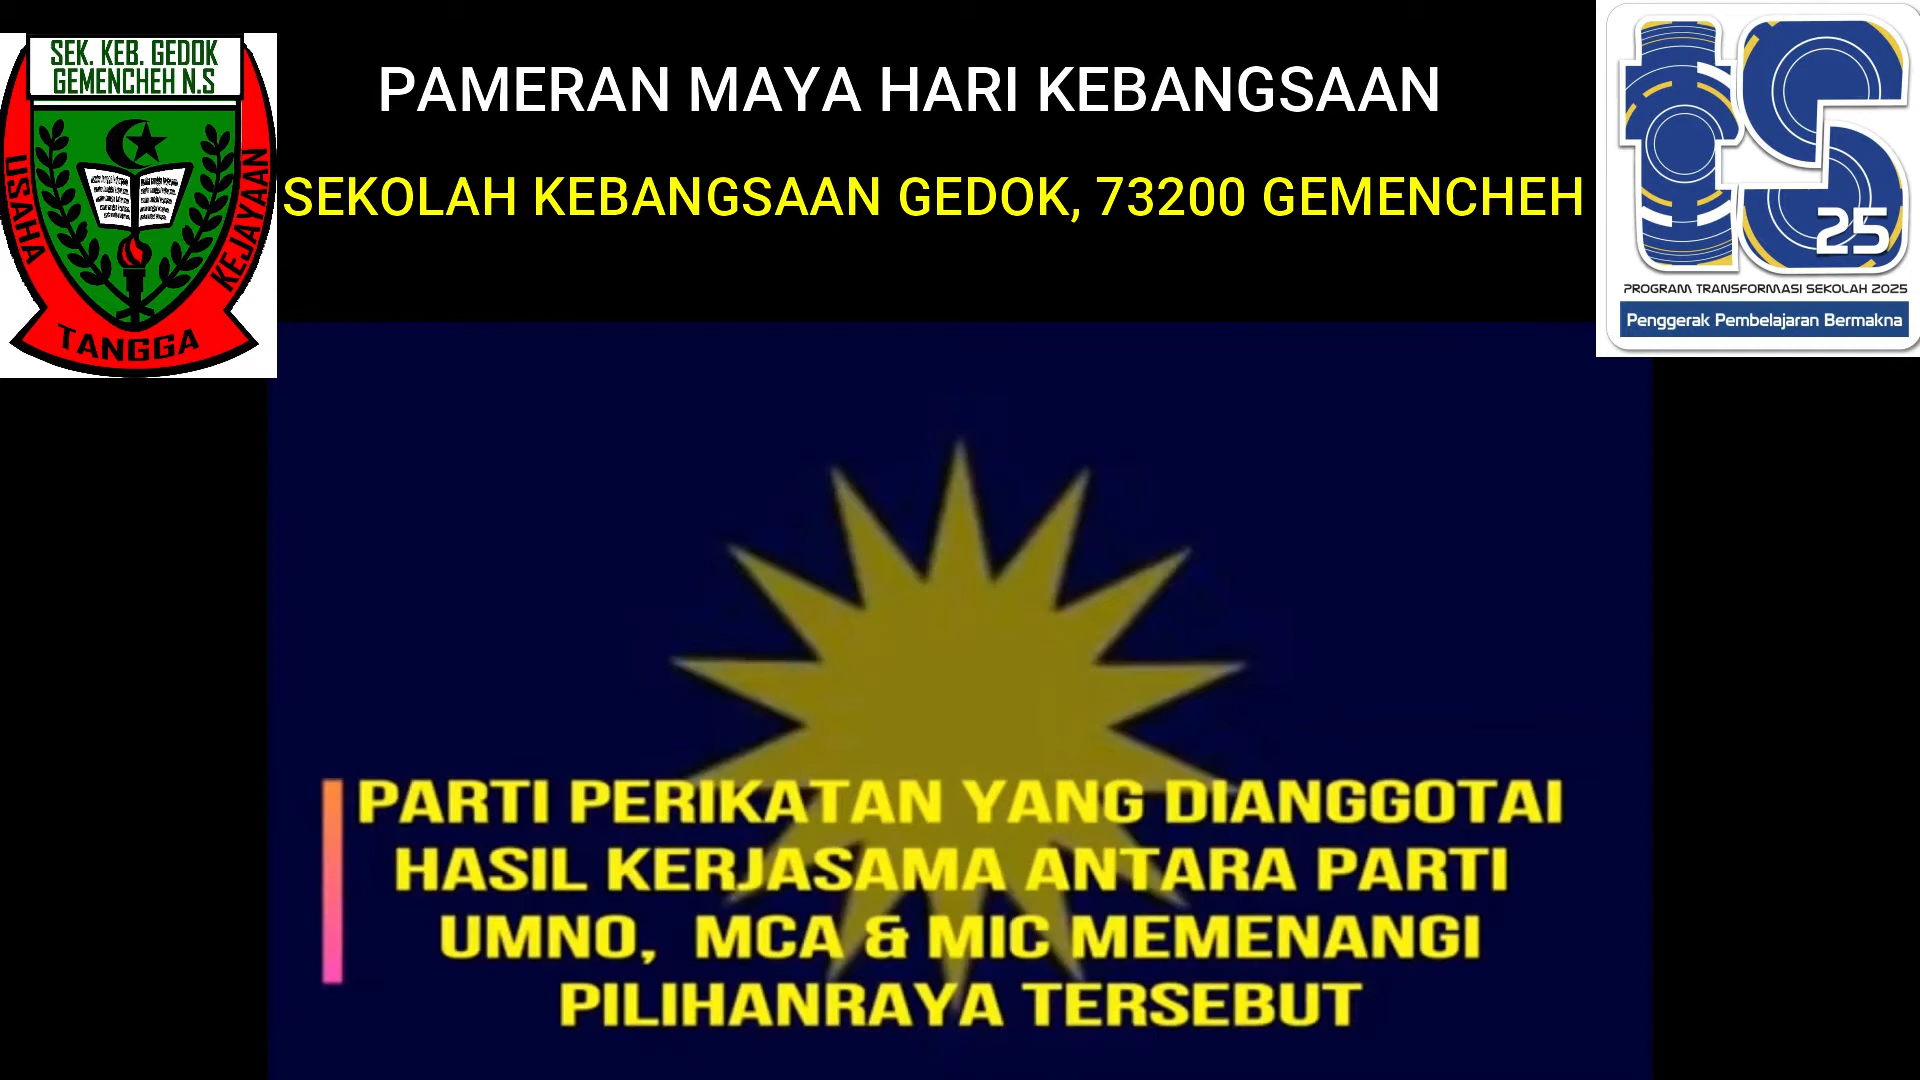 SEK. KEB. GEDOK
GEMENCHEH N.S
USAHA
TANGGA
KEJAYAAN
PAMERAN MAYA HARI KEBANGSAAN
SEKOLAH KEBANGSAAN GEDOK, 73200 GEMENCHEH
tS
25
PROGRAM TRANSFORMASI SEKOLAH 2025
Penggerak Pembelajaran Bermakna
PARTI PERIKATAN YANG DIANGGOTAI
HASIL KERJASAMA ANTARA PARTI
UMNO, MCA & MIC MEMENANGI
PILIHANRAYA TERSEBUT